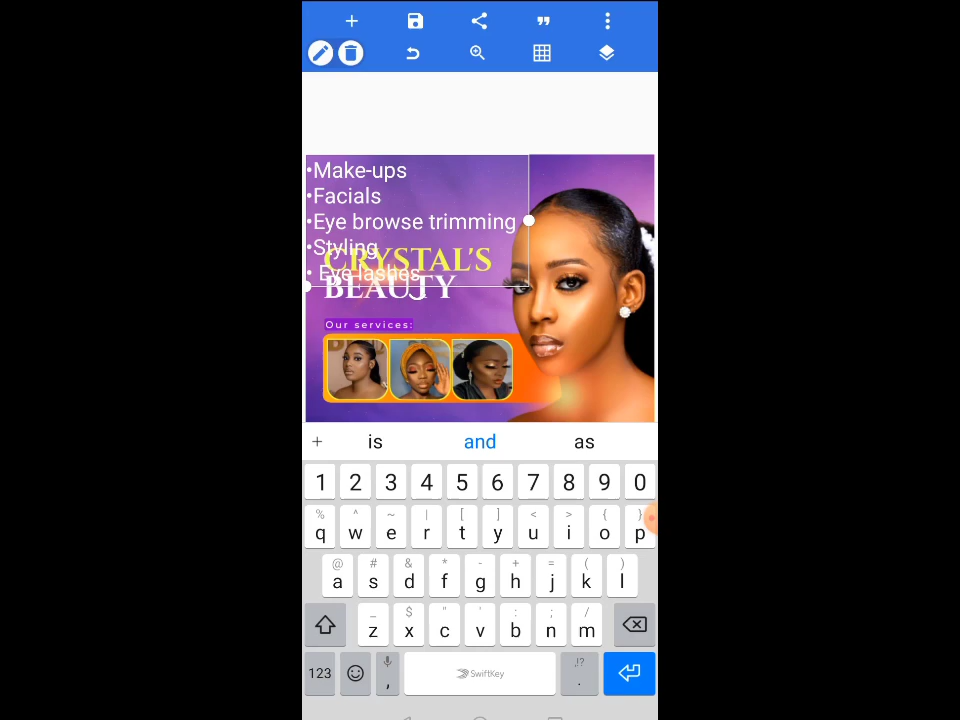 •Make-ups
•Facials
•Eye browse trimming
•Styling
• Eye lashes
CRYSTAL'S
BEAUTY
Our services:
+ is and as
1 2 3 4 5 6 7 8 9 0
% ^ ~ | [ ] < > { }
q w e r t y u i o p
@ # & * - + = ( )
a s d f g h j k l
_ $ " ' : ; /
z x c v b n m
123 , SwiftKey .
,!?